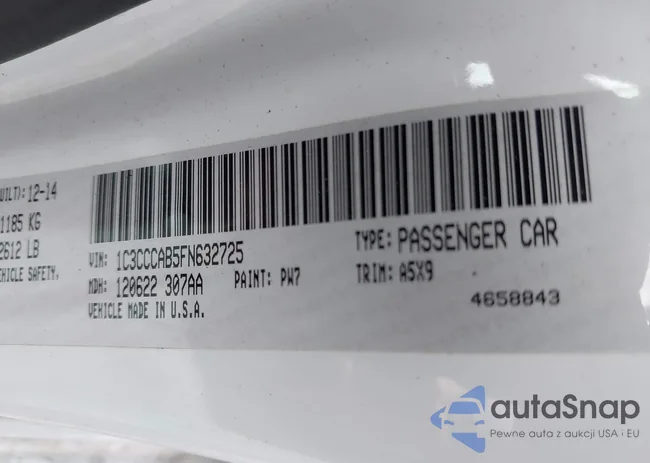 UILT): 12-14
1185 KG
2612 LB
EHICLE SAFETY.
VIN: 1C3CCCAB5FN632725
TYPE: PASSENGER CAR
MDH: 120622 307AA
PAINT: PW7
TRIM: A5X9
VEHICLE MADE IN U.S.A.
4658843
autaSnap
Pewne auta z aukcji USA i EU